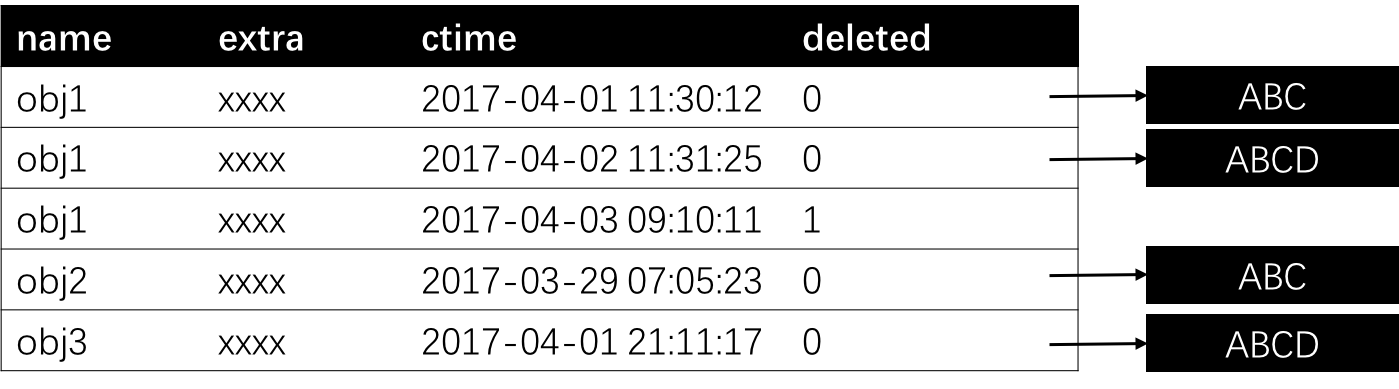 name extra ctime deleted
obj1 xxxx 2017-04-01 11:30:12 0 ABC
obj1 xxxx 2017-04-02 11:31:25 0 ABCD
obj1 xxxx 2017-04-03 09:10:11 1
obj2 xxxx 2017-03-29 07:05:23 0 ABC
obj3 xxxx 2017-04-01 21:11:17 0 ABCD